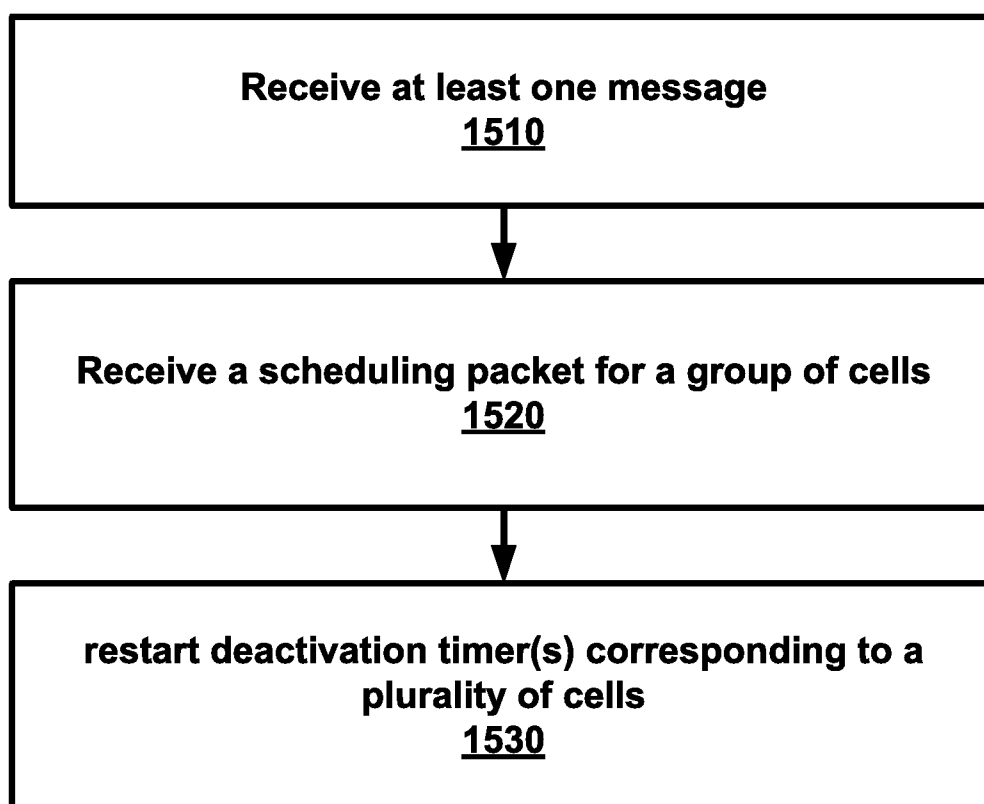 Receive at least one message
1510
Receive a scheduling packet for a group of cells
1520
restart deactivation timer(s) corresponding to a
plurality of cells
1530